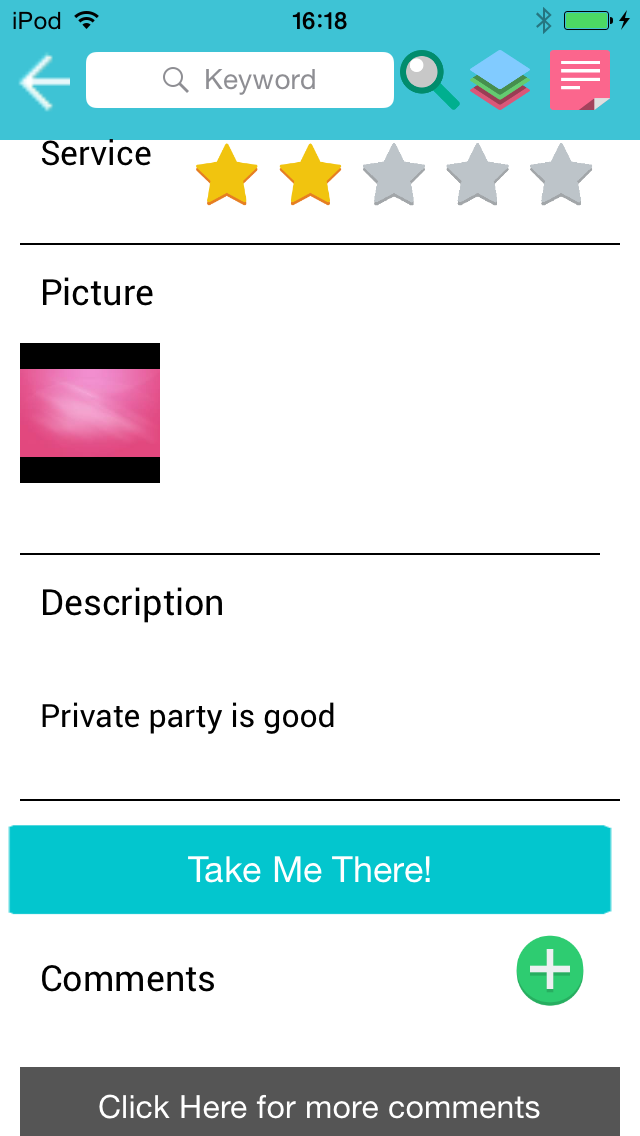 iPod 16:18
Keyword
Service
Picture
Description
Private party is good
Take Me There!
Comments
Click Here for more comments